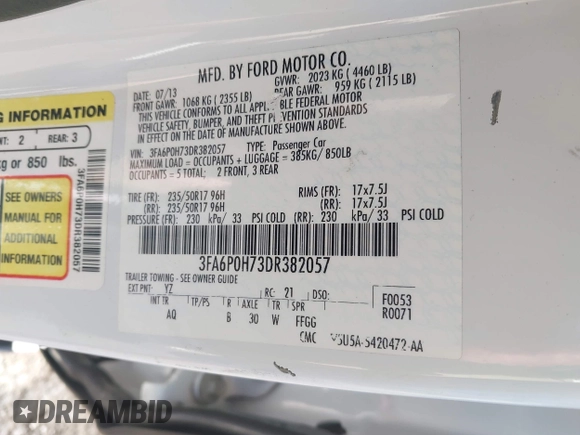 MFD. BY FORD MOTOR CO.
DATE: 07/13 GVWR: 2023 KG ( 4460 LB)
FRONT GAWR: 1068 KG ( 2355 LB) REAR GAWR: 959 KG ( 2115 LB)
THIS VEHICLE CONFORMS TO ALL APPLICABLE FEDERAL MOTOR
VEHICLE SAFETY, BUMPER, AND THEFT PREVENTION STANDARDS
IN EFFECT ON THE DATE OF MANUFACTURE SHOWN ABOVE.
VIN: 3FA6P0H73DR382057 TYPE: Passenger Car
MAXIMUM LOAD = OCCUPANTS + LUGGAGE = 385KG/ 850LB
OCCUPANTS = 5 TOTAL; 2 FRONT, 3 REAR
TIRE (FR): 235/50R17 96H RIMS (FR): 17x7.5J
(RR): 235/50R17 96H (RR): 17x7.5J
PRESSURE (FR): 230 kPa/ 33 PSI COLD (RR): 230 kPa/ 33 PSI COLD
3FA6P0H73DR382057
TRAILER TOWING - SEE OWNER GUIDE
EXT PNT: YZ RC: 21 DSO: F0053
INT TR TP/PS R AXLE TR SPR R0071
AQ B 30 W FFGG
CMC V5U5A-5420472-AA
G INFORMATION
NT: 2 REAR: 3
kg or 850 lbs.
SEE OWNERS
MANUAL FOR
ADDITIONAL
INFORMATION
3FA6P0H73DR382057
DREAMBID